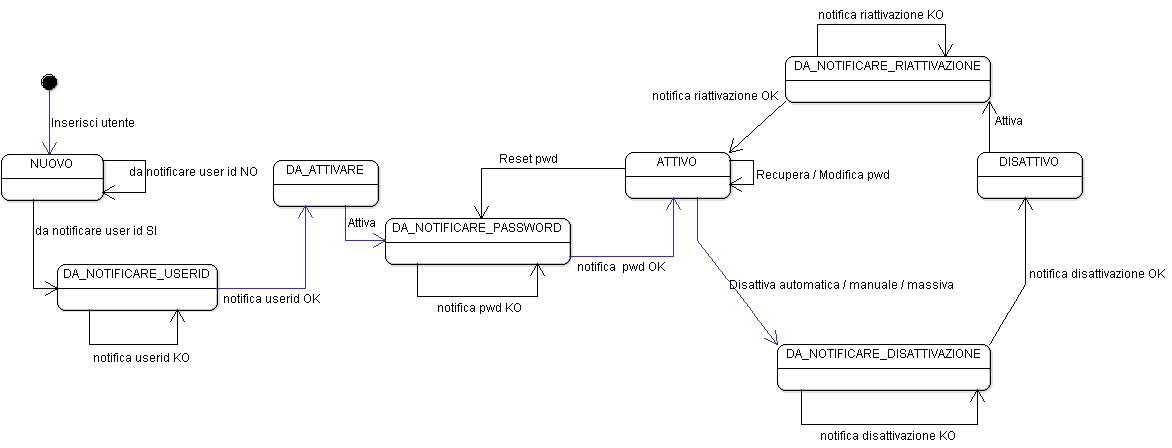 notifica riattivazione KO
DA_NOTIFICARE_RIATTIVAZIONE
notifica riattivazione OK
Attiva
Inserisci utente
NUOVO
da notificare user id NO
DA_ATTIVARE
Reset pwd
ATTIVO
Recupera / Modifica pwd
DISATTIVO
da notificare user id SI
Attiva
DA_NOTIFICARE_PASSWORD
DA_NOTIFICARE_USERID
notifica userid OK
notifica pwd OK
notifica disattivazione OK
Disattiva automatica / manuale / massiva
notifica pwd KO
notifica userid KO
DA_NOTIFICARE_DISATTIVAZIONE
notifica disattivazione KO